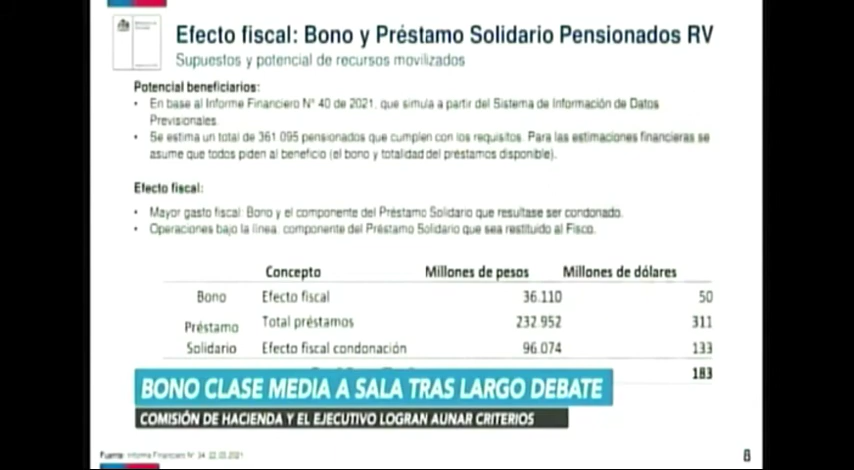 Efecto fiscal: Bono y Préstamo Solidario Pensionados RV
Supuestos y potencial de recursos movilizados
Potencial beneficiarios:
• En base al Informe Financiero N° 40 de 2021, que simula a partir del Sistema de Información de Datos
Previsionales.
• Se estima un total de 361.095 pensionados que cumplen con los requisitos. Para las estimaciones financieras se
asume que todos piden al beneficio (el bono y totalidad del préstamos disponible).
Efecto fiscal:
• Mayor gasto fiscal: Bono y el componente del Préstamo Solidario que resultase ser condonado.
• Operaciones bajo la línea: componente del Préstamo Solidario que sea restituido al Fisco.
Concepto Millones de pesos Millones de dólares
Bono Efecto fiscal 36.110 50
Préstamo Solidario Total préstamos 232.952 311
Efecto fiscal condonación 96.074 133
183
BONO CLASE MEDIA A SALA TRAS LARGO DEBATE
COMISIÓN DE HACIENDA Y EL EJECUTIVO LOGRAN AUNAR CRITERIOS
Fuente: Informe Financiero N° 34
8